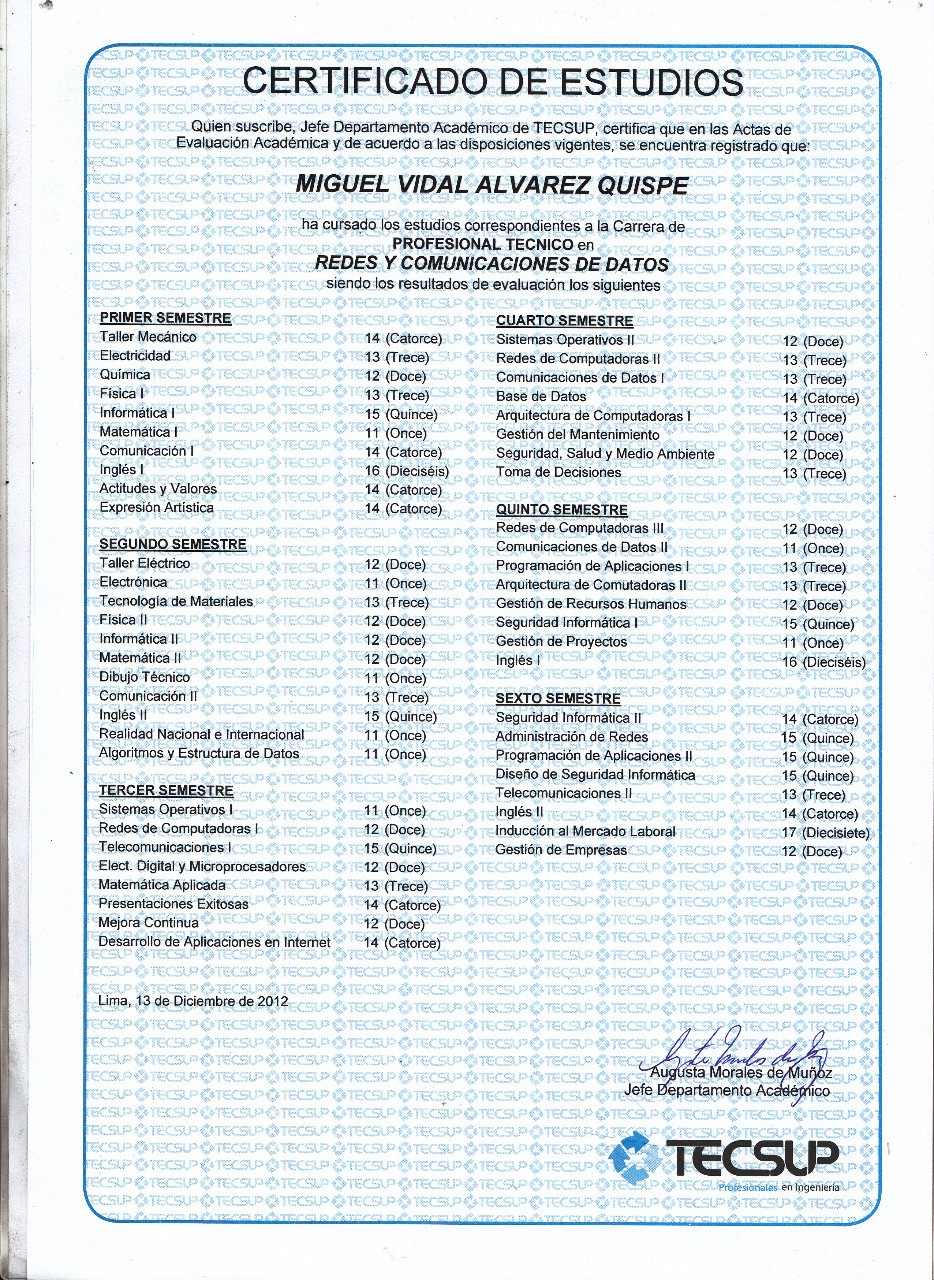 CERTIFICADO DE ESTUDIOS
Quien suscribe, Jefe Departamento Académico de TECSUP, certifica que en las Actas de
Evaluación Académica y de acuerdo a las disposiciones vigentes, se encuentra registrado que:
MIGUEL VIDAL ALVAREZ QUISPE
ha cursado los estudios correspondientes a la Carrera de
PROFESIONAL TECNICO en
REDES Y COMUNICACIONES DE DATOS
siendo los resultados de evaluación los siguientes
PRIMER SEMESTRE
Taller Mecánico 14 (Catorce)
Electricidad 13 (Trece)
Química 12 (Doce)
Física I 13 (Trece)
Informática I 15 (Quince)
Matemática I 11 (Once)
Comunicación I 14 (Catorce)
Inglés I 16 (Dieciséis)
Actitudes y Valores 14 (Catorce)
Expresión Artística 14 (Catorce)
SEGUNDO SEMESTRE
Taller Eléctrico 12 (Doce)
Electrónica 11 (Once)
Tecnología de Materiales 13 (Trece)
Física II 12 (Doce)
Informática II 12 (Doce)
Matemática II 12 (Doce)
Dibujo Técnico 11 (Once)
Comunicación II 13 (Trece)
Inglés II 15 (Quince)
Realidad Nacional e Internacional 11 (Once)
Algoritmos y Estructura de Datos 11 (Once)
TERCER SEMESTRE
Sistemas Operativos I 11 (Once)
Redes de Computadoras I 12 (Doce)
Telecomunicaciones I 15 (Quince)
Elect. Digital y Microprocesadores 12 (Doce)
Matemática Aplicada 13 (Trece)
Presentaciones Exitosas 14 (Catorce)
Mejora Continua 12 (Doce)
Desarrollo de Aplicaciones en Internet 14 (Catorce)
CUARTO SEMESTRE
Sistemas Operativos II 12 (Doce)
Redes de Computadoras II 13 (Trece)
Comunicaciones de Datos I 13 (Trece)
Base de Datos 14 (Catorce)
Arquitectura de Computadoras I 13 (Trece)
Gestión del Mantenimiento 12 (Doce)
Seguridad, Salud y Medio Ambiente 12 (Doce)
Toma de Decisiones 13 (Trece)
QUINTO SEMESTRE
Redes de Computadoras III 12 (Doce)
Comunicaciones de Datos II 11 (Once)
Programación de Aplicaciones I 13 (Trece)
Arquitectura de Comutadoras II 13 (Trece)
Gestión de Recursos Humanos 12 (Doce)
Seguridad Informática I 15 (Quince)
Gestión de Proyectos 11 (Once)
Inglés I 16 (Dieciséis)
SEXTO SEMESTRE
Seguridad Informática II 14 (Catorce)
Administración de Redes 15 (Quince)
Programación de Aplicaciones II 15 (Quince)
Diseño de Seguridad Informática 15 (Quince)
Telecomunicaciones II 13 (Trece)
Inglés II 14 (Catorce)
Inducción al Mercado Laboral 17 (Diecisiete)
Gestión de Empresas 12 (Doce)
Lima, 13 de Diciembre de 2012
Augusta Morales de Muñoz
Jefe Departamento Académico
TECSUP
Profesionales en Ingeniería